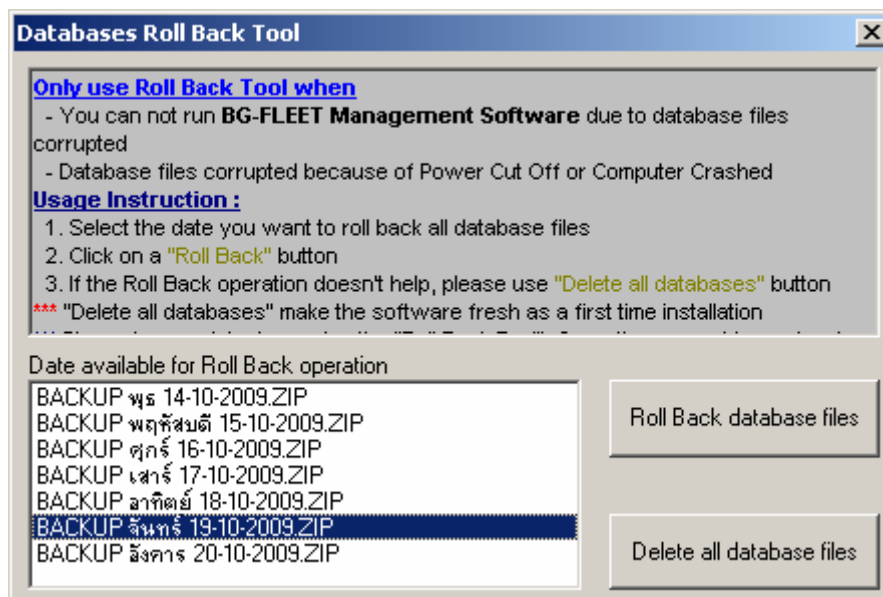 Databases Roll Back Tool
Only use Roll Back Tool when
- You can not run BG-FLEET Management Software due to database files
corrupted
- Database files corrupted because of Power Cut Off or Computer Crashed
Usage Instruction :
1. Select the date you want to roll back all database files
2. Click on a "Roll Back" button
3. If the Roll Back operation doesn't help, please use "Delete all databases" button
*** "Delete all databases" make the software fresh as a first time installation
Date available for Roll Back operation
BACKUP พุธ 14-10-2009.ZIP
BACKUP พฤหัสบดี 15-10-2009.ZIP
BACKUP ศุกร์ 16-10-2009.ZIP
BACKUP เสาร์ 17-10-2009.ZIP
BACKUP อาทิตย์ 18-10-2009.ZIP
BACKUP จันทร์ 19-10-2009.ZIP
BACKUP อังคาร 20-10-2009.ZIP
Roll Back database files
Delete all database files